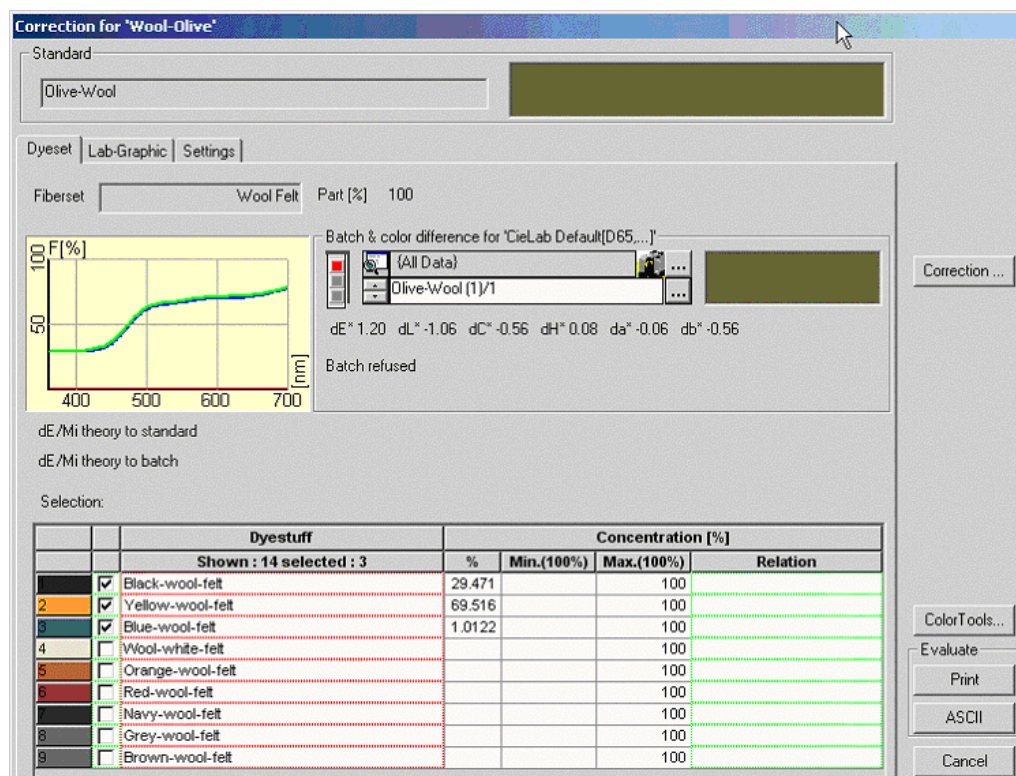 Correction for 'Wool-Olive'
Standard
Olive-Wool
Dyeset Lab-Graphic Settings
Fiberset Wool Felt Part [%] 100
Batch & color difference for 'CieLab Default[D65,...]'
F[%]
100
50
400 500 600 700
[nm]
{All Data} ...
Olive-Wool (1)/1 ...
dE* 1.20 dL* -1.06 dC* -0.56 dH* 0.08 da* -0.06 db* -0.56
Batch refused
Correction ...
dE/Mi theory to standard
dE/Mi theory to batch
Selection:
Dyestuff Concentration [%]
Shown : 14 selected : 3 % Min.(100%) Max.(100%) Relation
1 Black-wool-felt 29.471 100
2 Yellow-wool-felt 69.516 100
3 Blue-wool-felt 1.0122 100
4 Wool-white-felt 100
5 Orange-wool-felt 100
6 Red-wool-felt 100
7 Navy-wool-felt 100
8 Grey-wool-felt 100
9 Brown-wool-felt 100
ColorTools...
Evaluate
Print
ASCII
Cancel